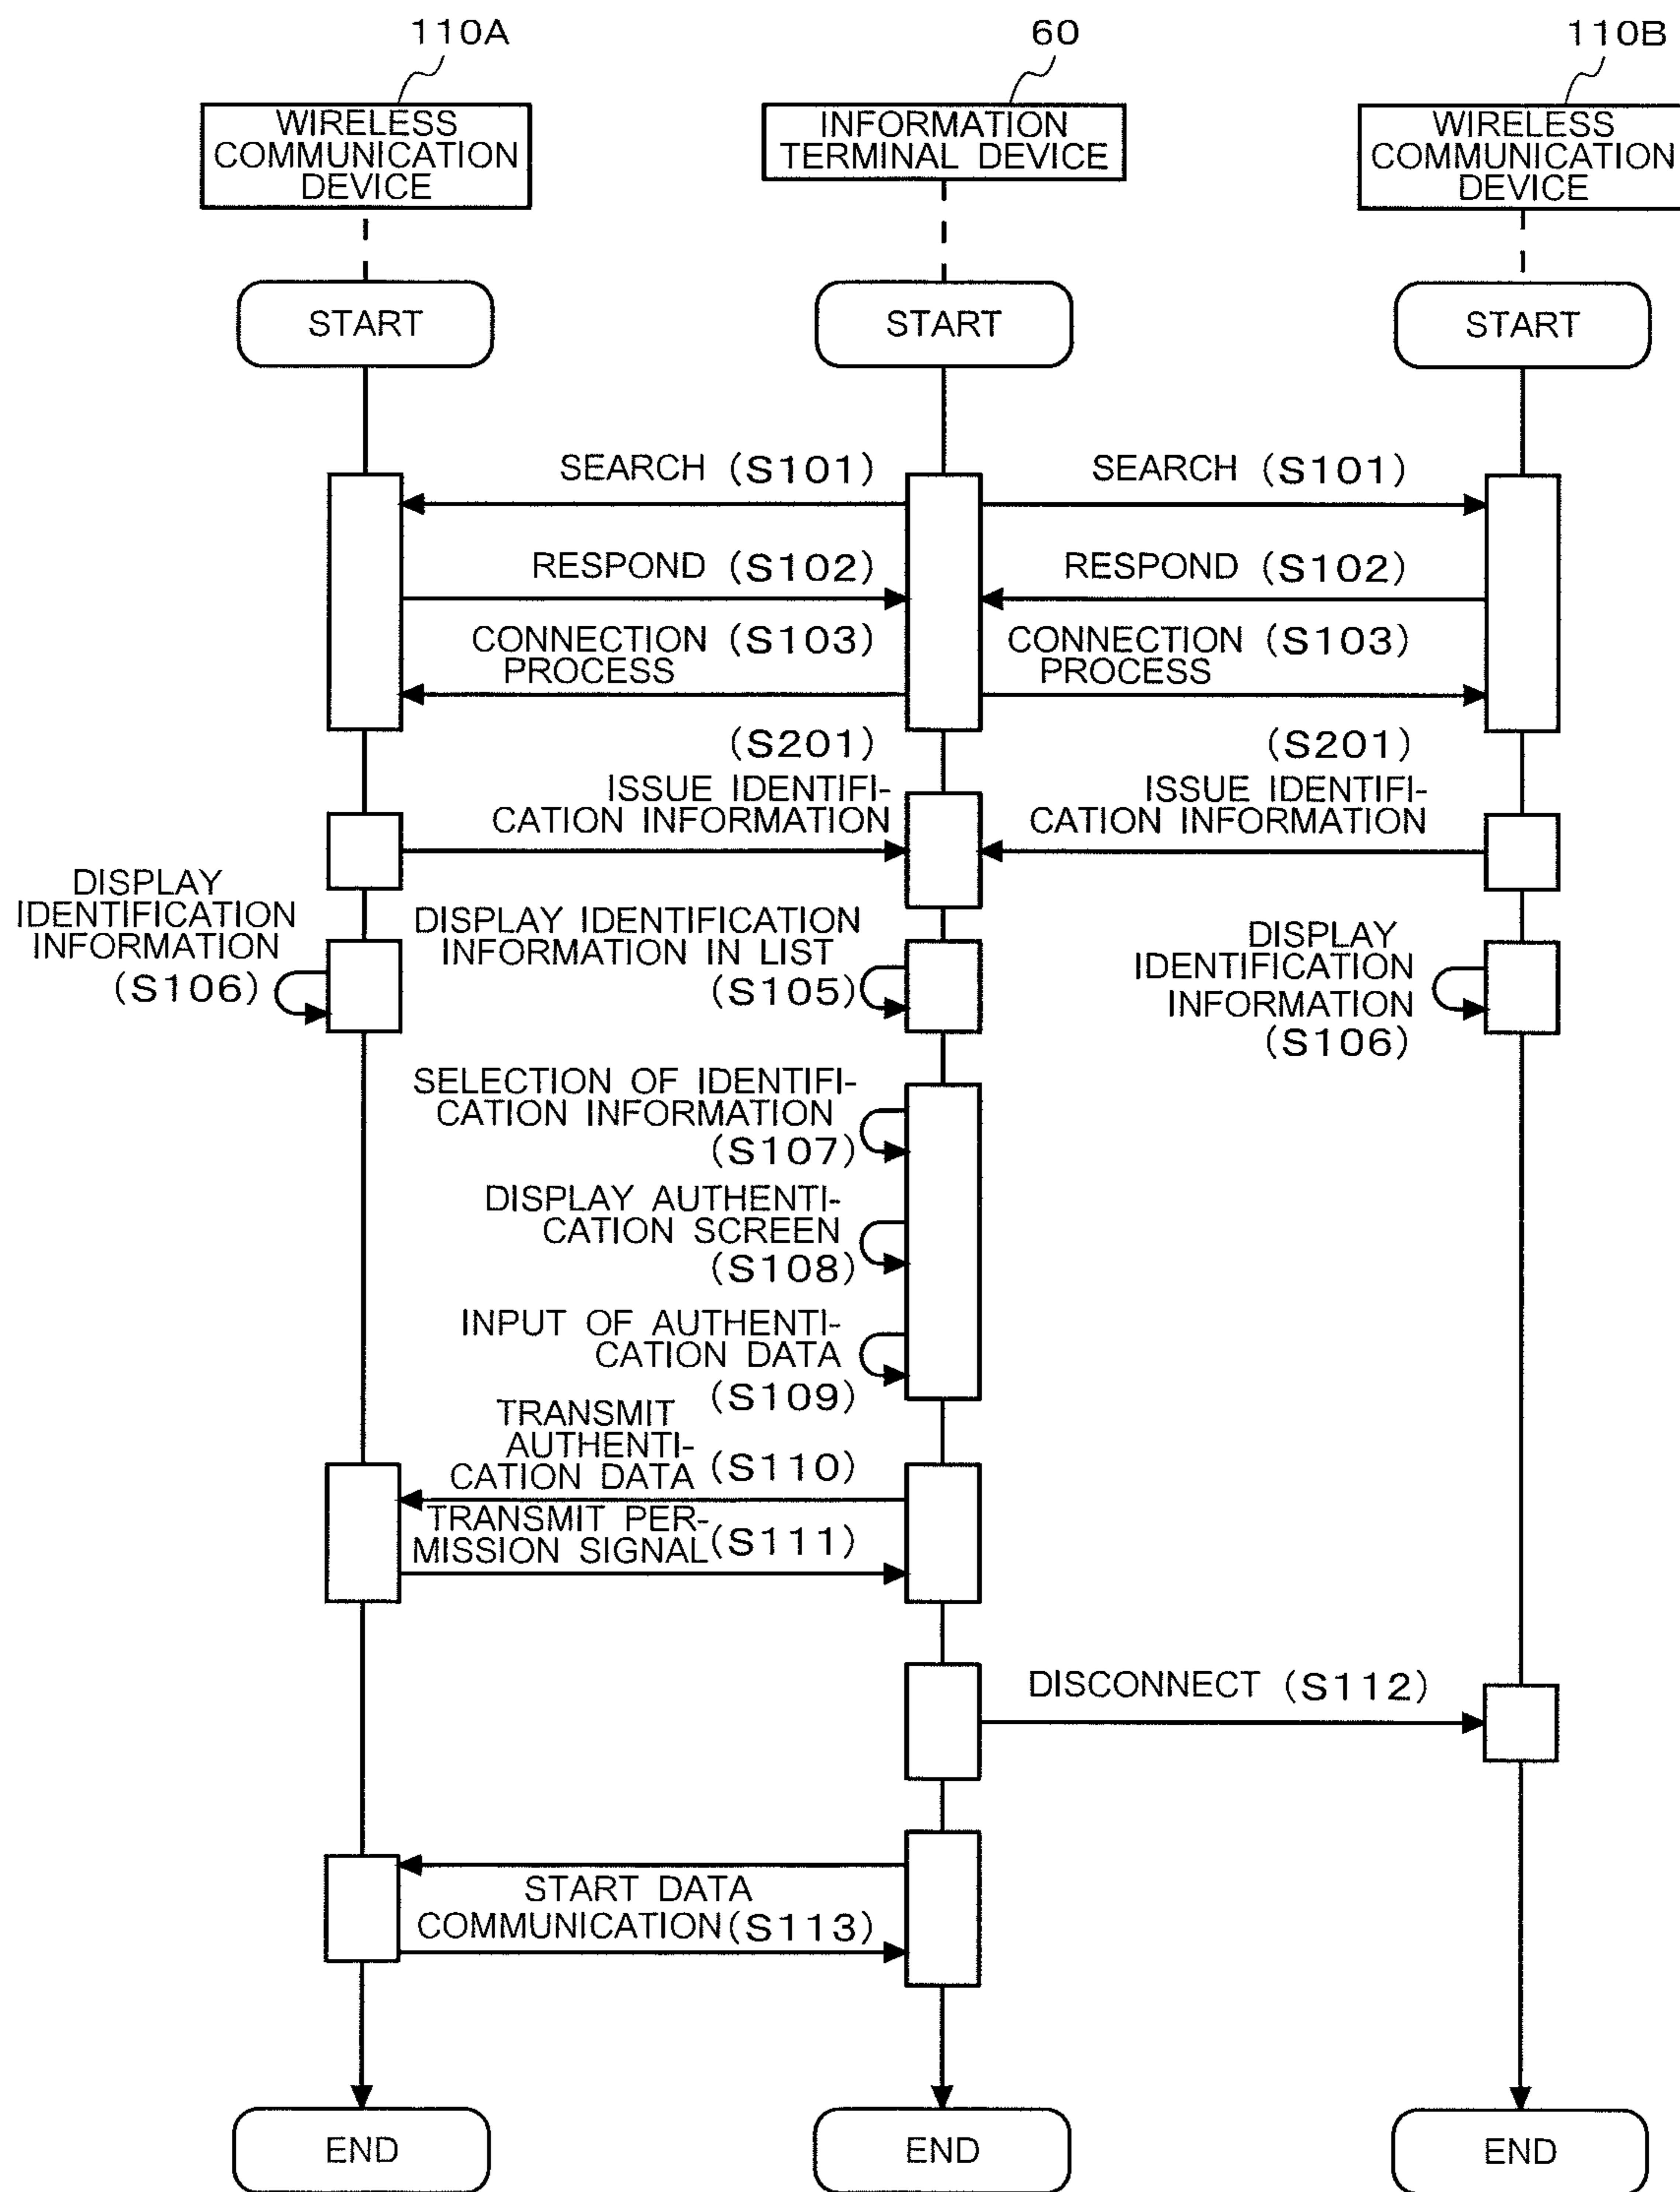 110A
60
110B
WIRELESS
COMMUNICATION
DEVICE
INFORMATION
TERMINAL DEVICE
WIRELESS
COMMUNICATION
DEVICE
START
START
START
SEARCH (S101)
SEARCH (S101)
RESPOND (S102)
RESPOND (S102)
CONNECTION (S103)
PROCESS
CONNECTION (S103)
PROCESS
(S201)
ISSUE IDENTIFI-
CATION INFORMATION
(S201)
ISSUE IDENTIFI-
CATION INFORMATION
DISPLAY
IDENTIFICATION
INFORMATION
(S106)
DISPLAY IDENTIFICATION
INFORMATION IN LIST
(S105)
DISPLAY
IDENTIFICATION
INFORMATION
(S106)
SELECTION OF IDENTIFI-
CATION INFORMATION
(S107)
DISPLAY AUTHENTI-
CATION SCREEN
(S108)
INPUT OF AUTHENTI-
CATION DATA
(S109)
TRANSMIT
AUTHENTI-
CATION DATA (S110)
TRANSMIT PER-
MISSION SIGNAL (S111)
DISCONNECT (S112)
START DATA
COMMUNICATION (S113)
END
END
END